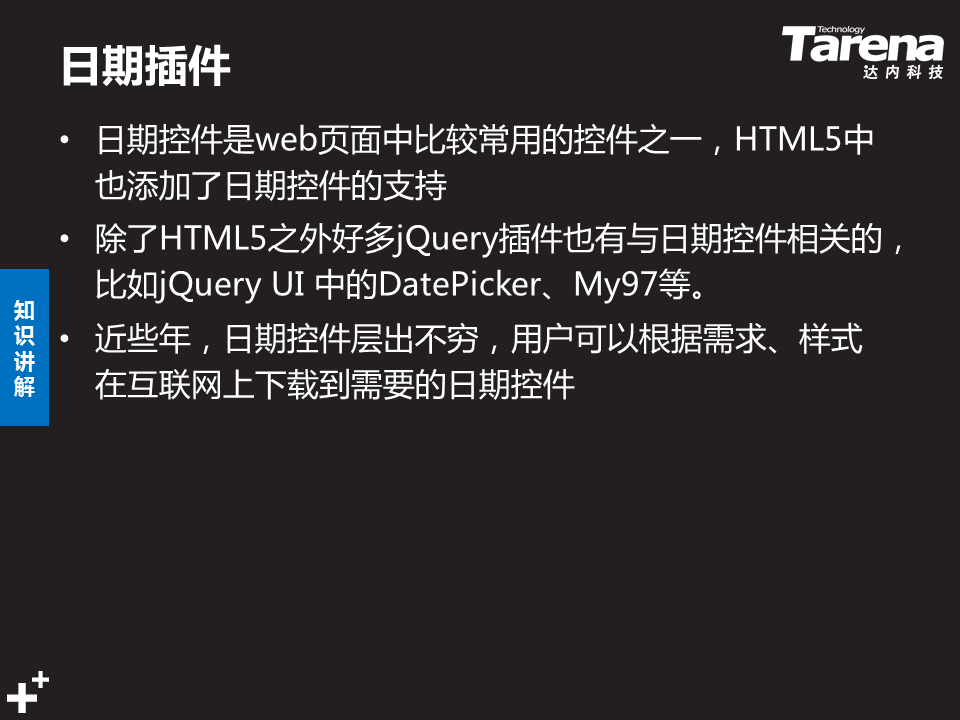 日期插件
Technology
Tarena
达内科技
• 日期控件是web页面中比较常用的控件之一，HTML5中
也添加了日期控件的支持
• 除了HTML5之外好多jQuery插件也有与日期控件相关的，
比如jQuery UI 中的DatePicker、My97等。
• 近些年，日期控件层出不穷，用户可以根据需求、样式
在互联网上下载到需要的日期控件
知
识
讲
解